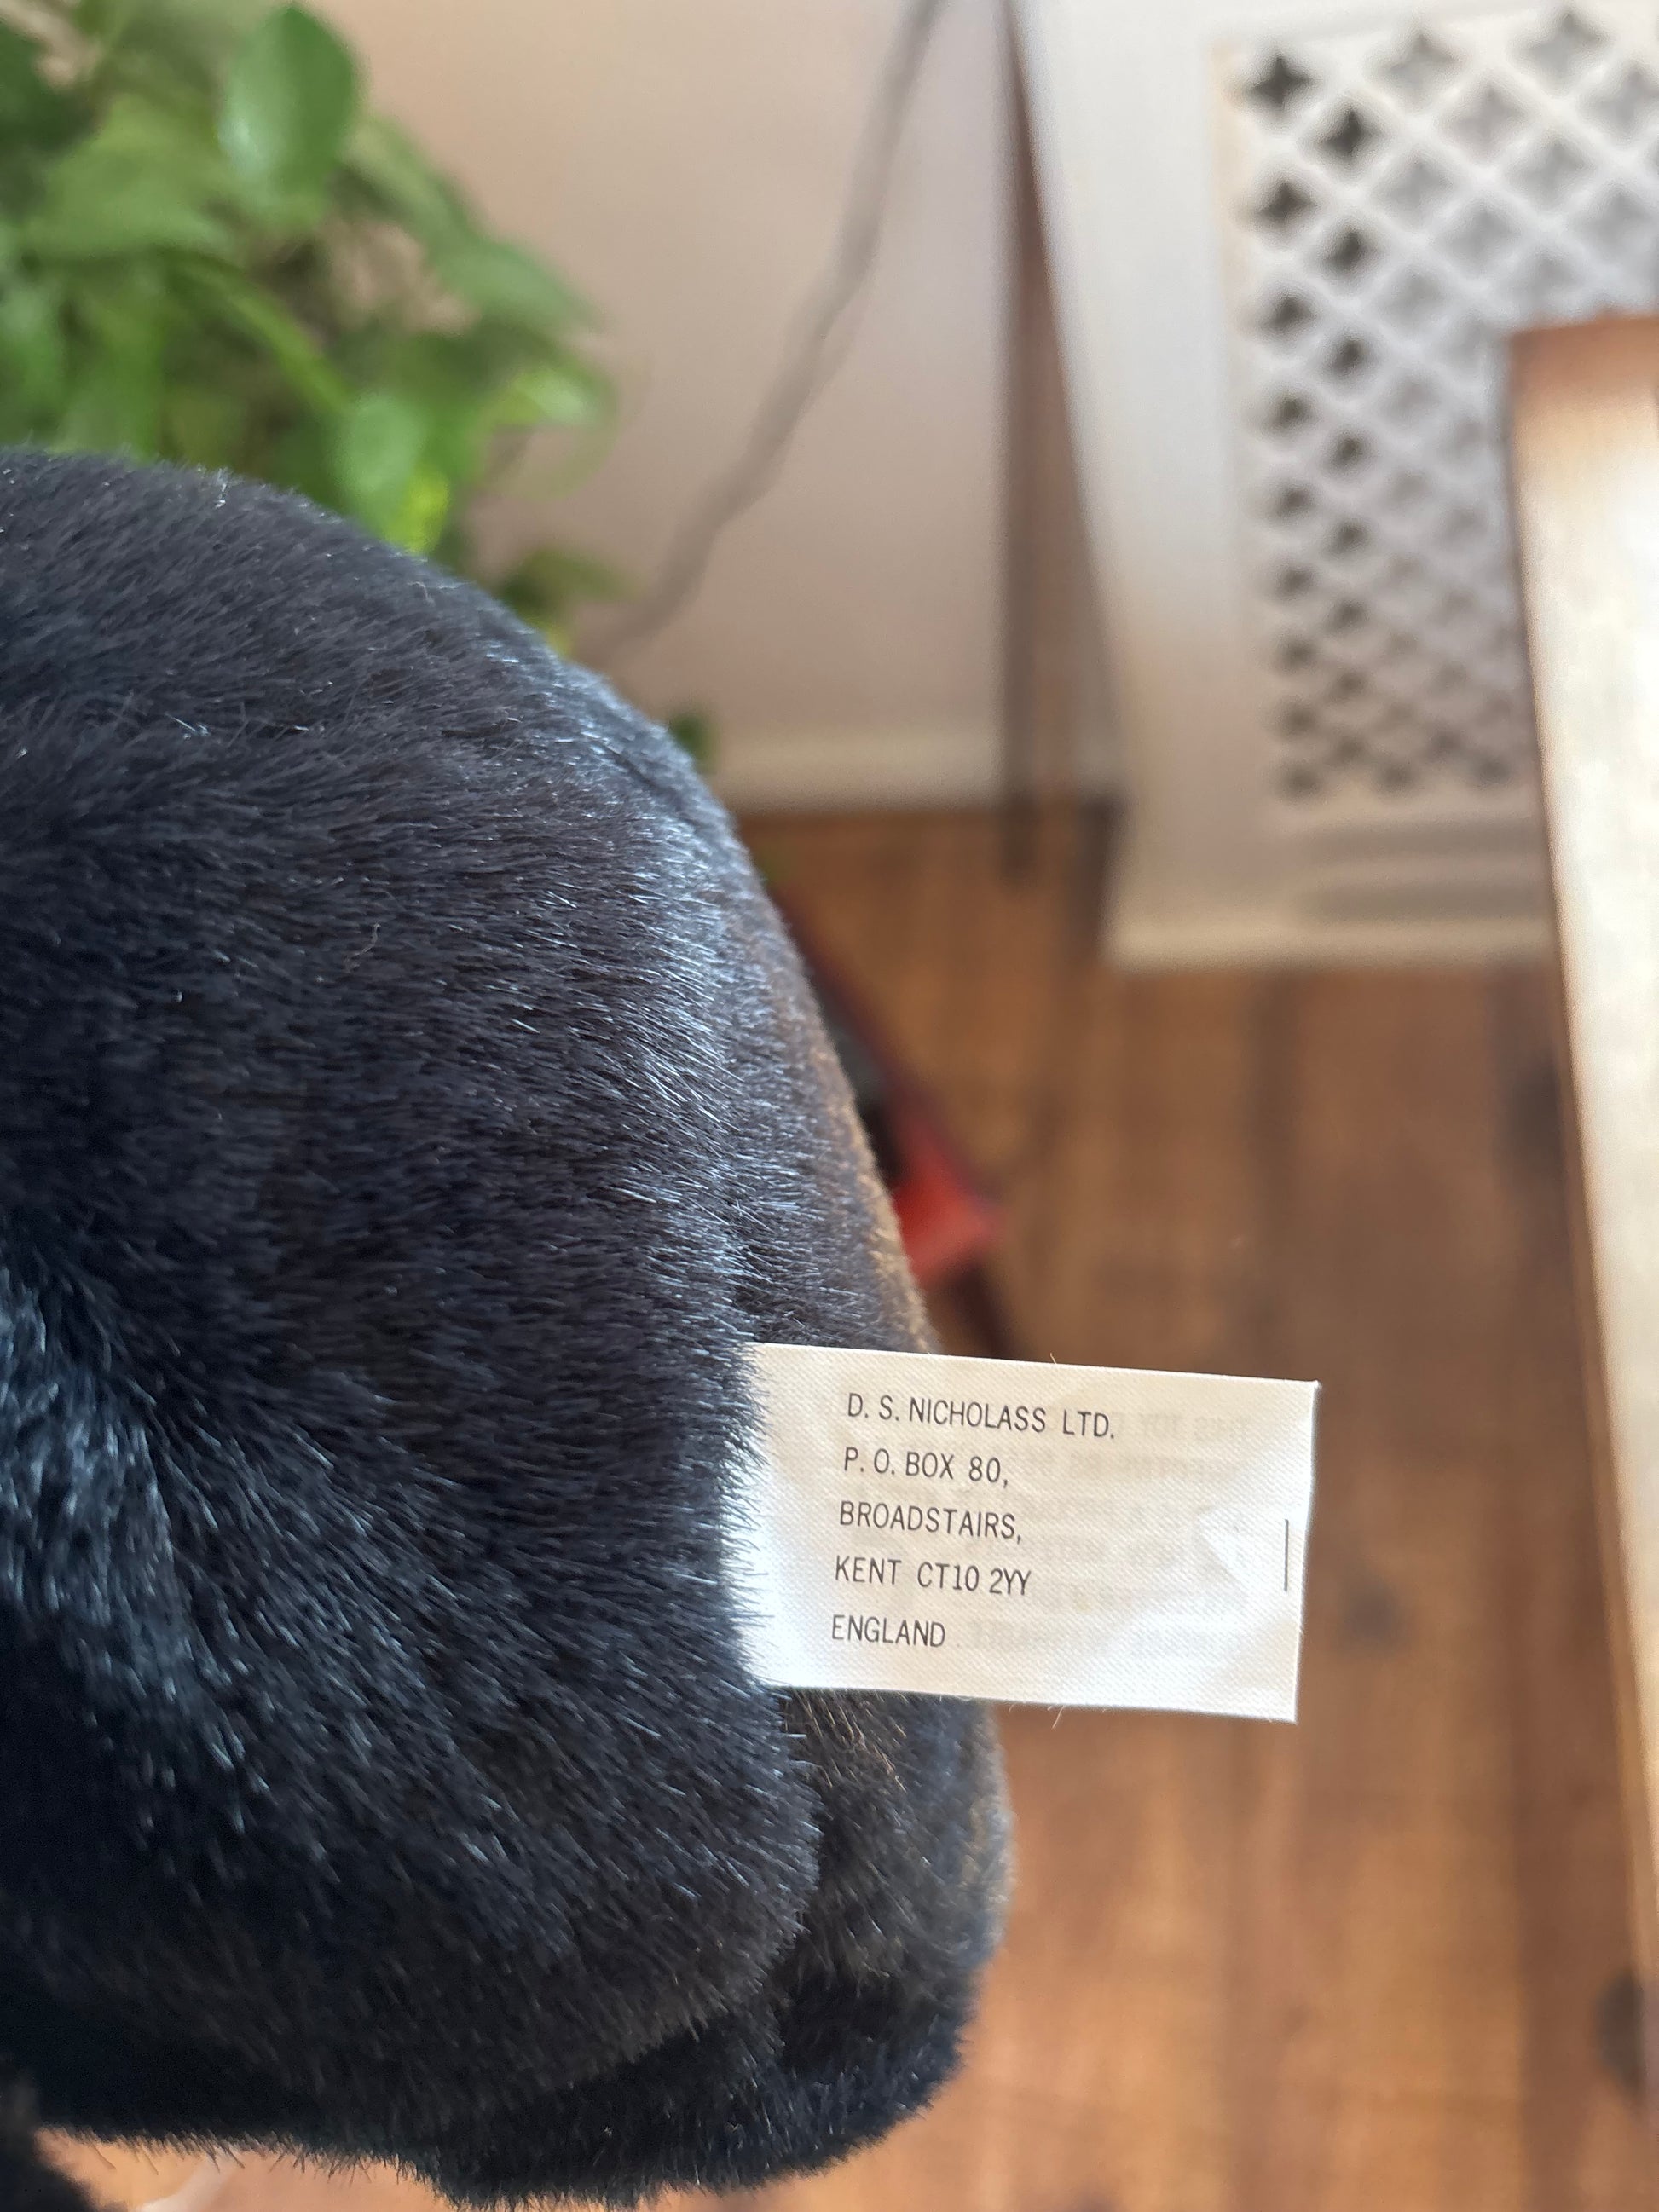 D. S. NICHOLASS LTD.
P. O. BOX 80,
BROADSTAIRS,
KENT CT10 2YY
ENGLAND